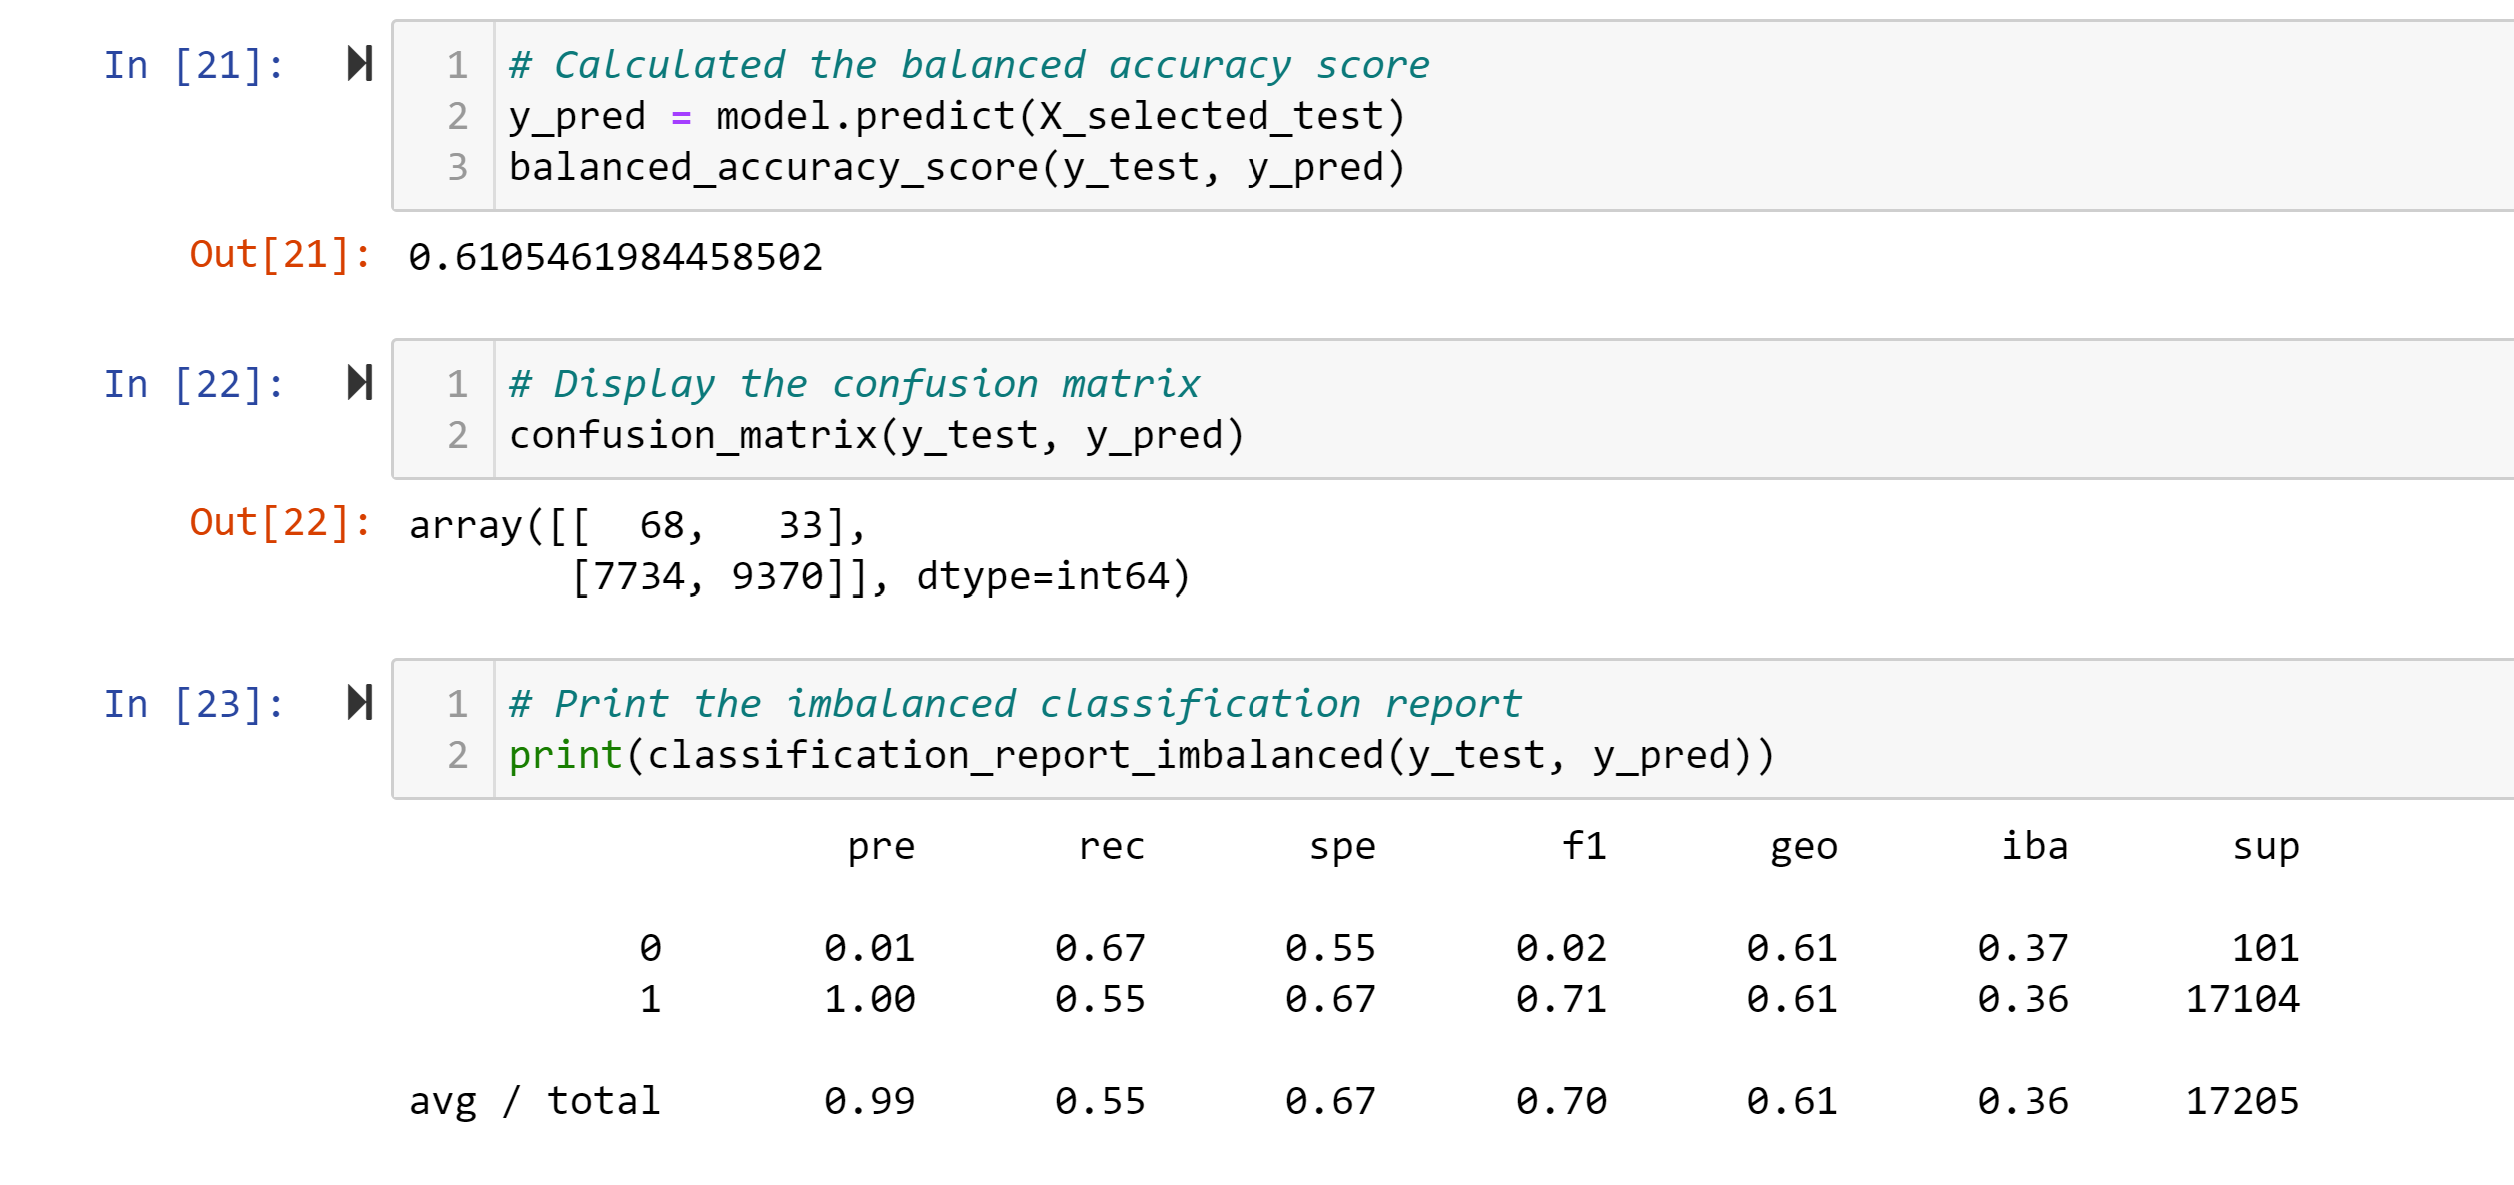 In [21]:
1 # Calculated the balanced accuracy score
2 y_pred = model.predict(X_selected_test)
3 balanced_accuracy_score(y_test, y_pred)
Out[21]: 0.6105461984458502
In [22]:
1 # Display the confusion matrix
2 confusion_matrix(y_test, y_pred)
Out[22]: array([[  68,   33],
       [7734, 9370]], dtype=int64)
In [23]:
1 # Print the imbalanced classification report
2 print(classification_report_imbalanced(y_test, y_pred))
pre rec spe f1 geo iba sup
0 0.01 0.67 0.55 0.02 0.61 0.37 101
1 1.00 0.55 0.67 0.71 0.61 0.36 17104
avg / total 0.99 0.55 0.67 0.70 0.61 0.36 17205